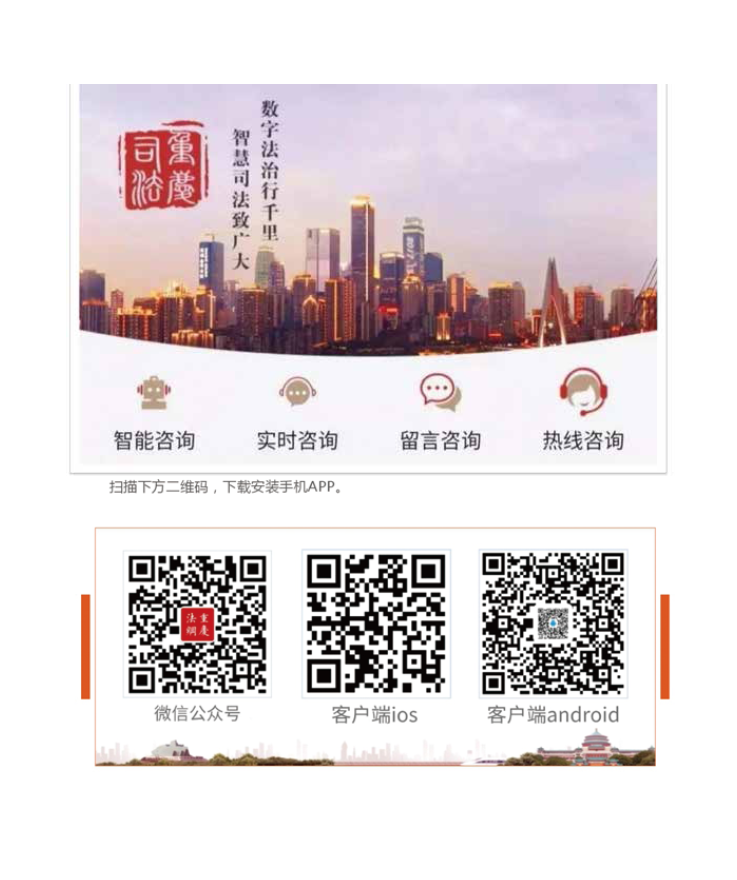 重慶
司法
数字法治行千里
智慧司法致广大
智能咨询
实时咨询
留言咨询
热线咨询
扫描下方二维码，下载安装手机APP。
重慶
法網
微信公众号
客户端ios
客户端android